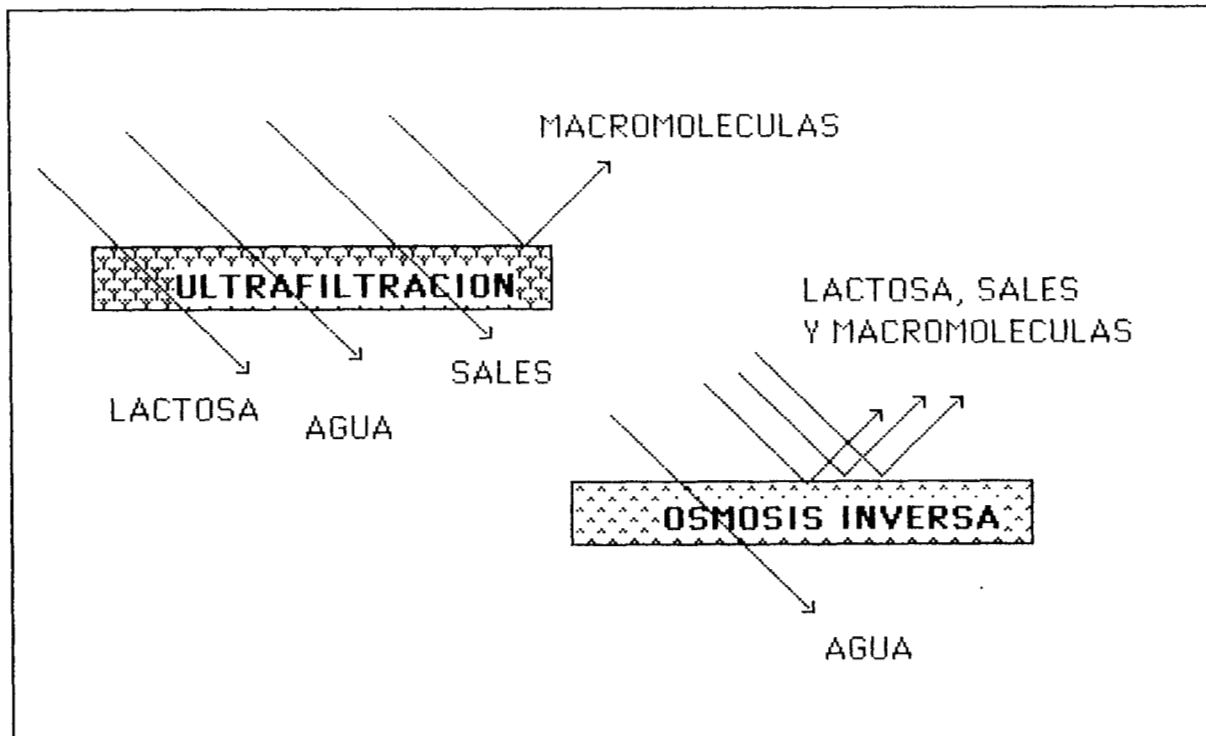 MACROMOLECULAS
ULTRAFILTRACION
SALES
LACTOSA
AGUA
LACTOSA, SALES
Y MACROMOLECULAS
OSMOSIS INVERSA
AGUA